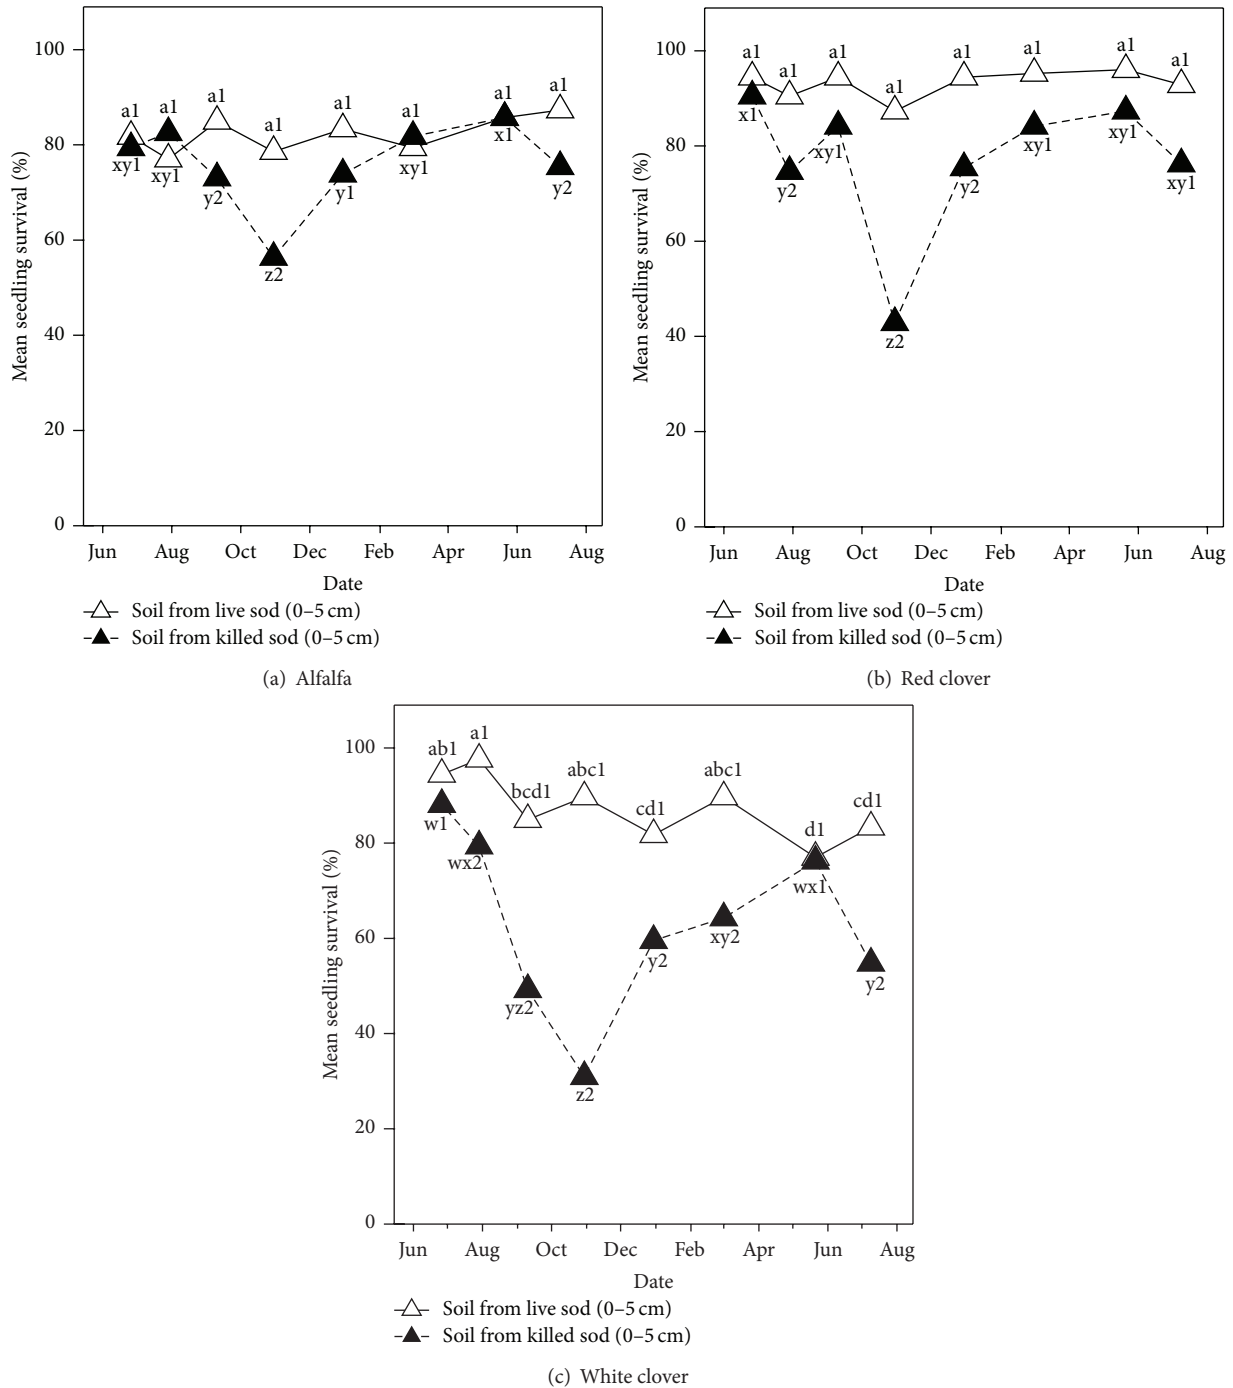 100
80
60
40
20
0
Mean seedling survival (%)
a1 a1 a1 a1 a1 a1 a1 a1
xy1 xy1 y2 z2 y1 xy1 x1 y2
Jun Aug Oct Dec Feb Apr Jun Aug
Date
Soil from live sod (0–5 cm)
Soil from killed sod (0–5 cm)
(a) Alfalfa
100
80
60
40
20
0
Mean seedling survival (%)
a1 a1 a1 a1 a1 a1 a1 a1
x1 y2 xy1 z2 y2 xy1 xy1 xy1
Jun Aug Oct Dec Feb Apr Jun Aug
Date
Soil from live sod (0–5 cm)
Soil from killed sod (0–5 cm)
(b) Red clover
100
80
60
40
20
0
Mean seedling survival (%)
ab1 a1 bcd1 abc1 cd1 abc1 d1 cd1
w1 wx2 yz2 z2 y2 xy2 wx1 y2
Jun Aug Oct Dec Feb Apr Jun Aug
Date
Soil from live sod (0–5 cm)
Soil from killed sod (0–5 cm)
(c) White clover